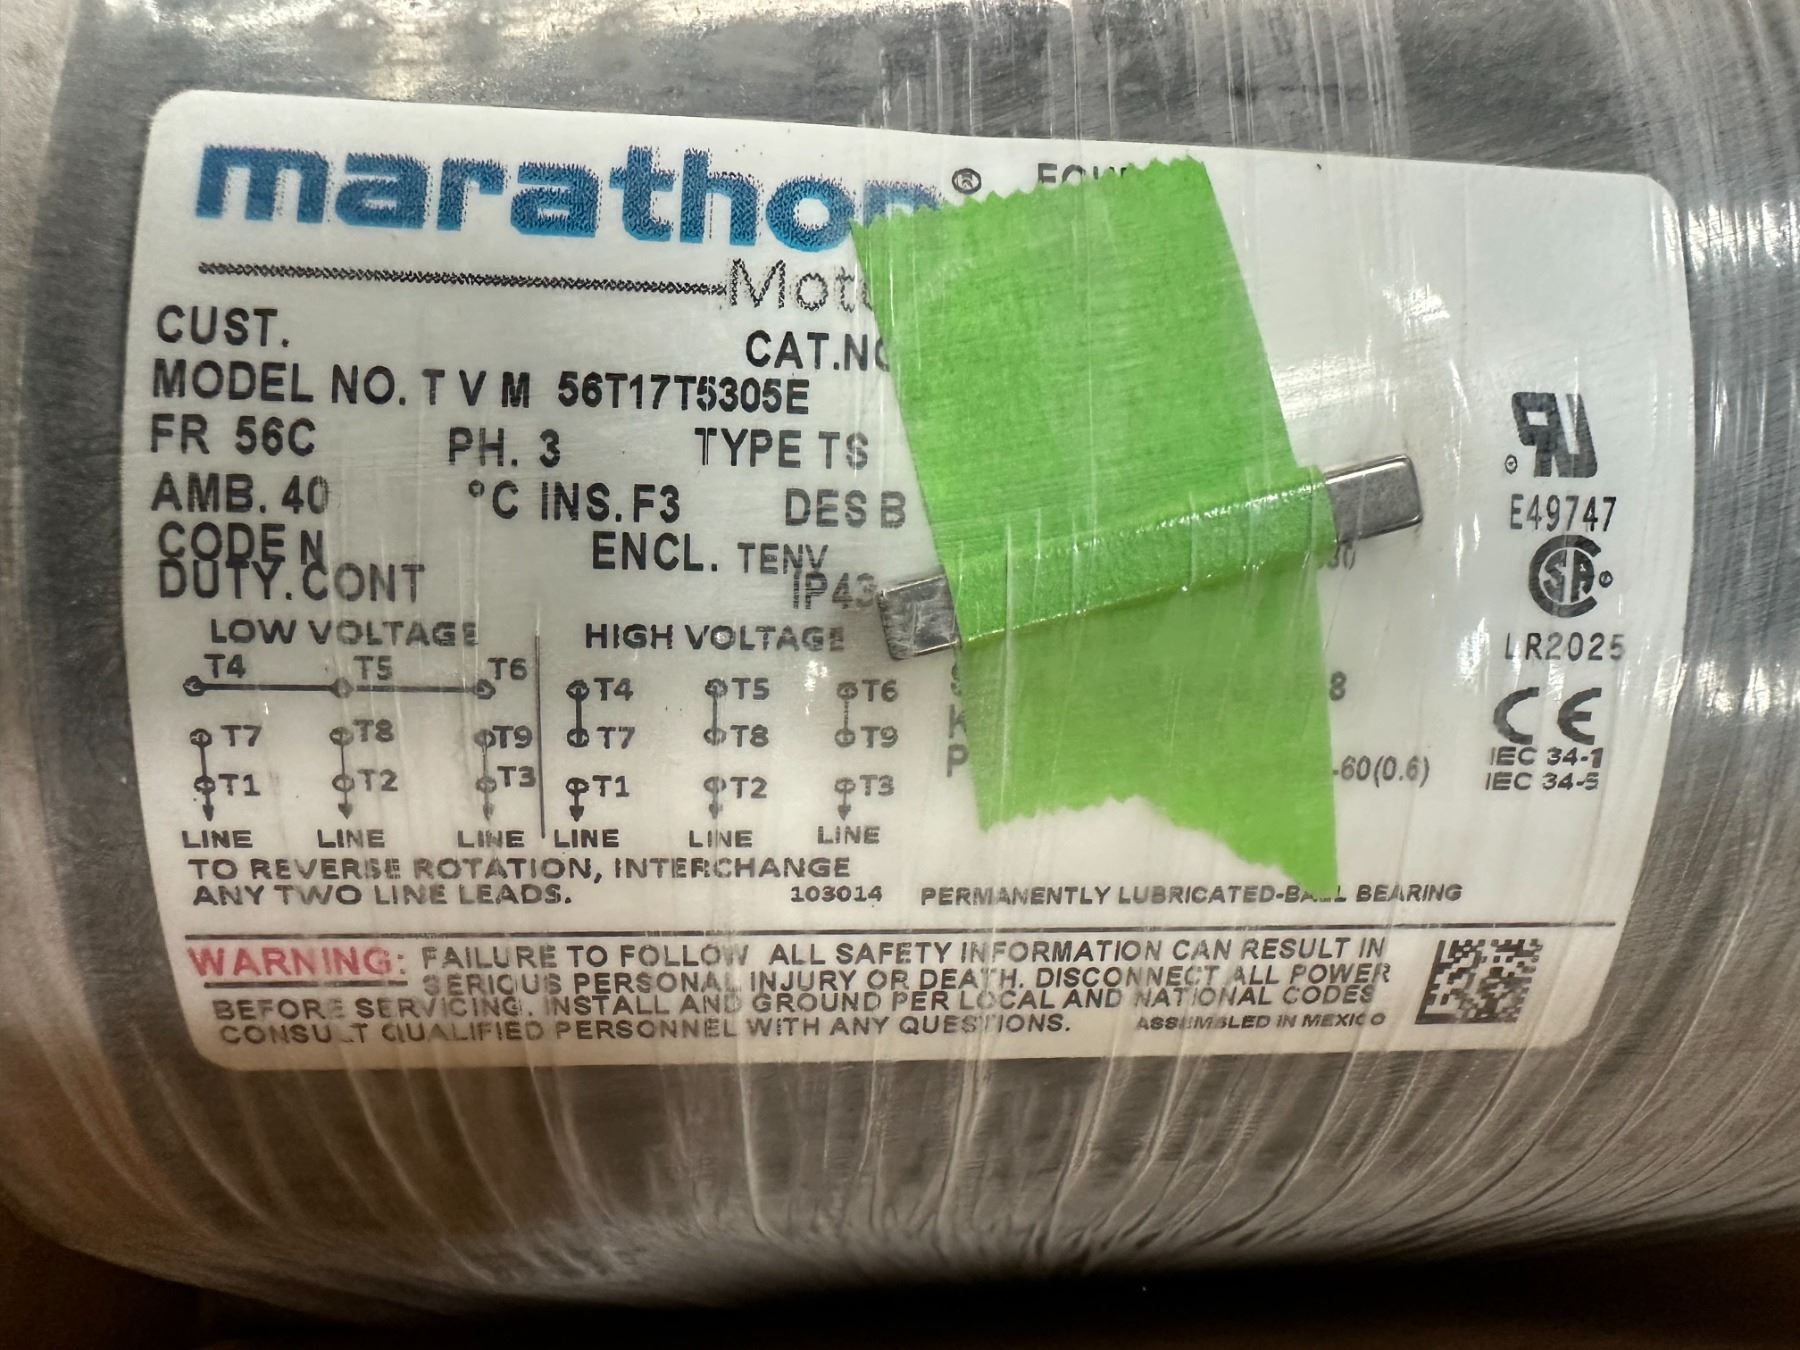 marathon®
CUST.
MODEL NO. T V M 56T17T5305E
FR 56C PH. 3 TYPE TS
AMB. 40 °C INS. F3 DES B
CODE N ENCL. TENV
DUTY. CONT IP43
LOW VOLTAGE HIGH VOLTAGE
T4 T5 T6 T4 T5 T6
T7 T8 T9 T7 T8 T9
T1 T2 T3 T1 T2 T3
LINE LINE LINE LINE LINE LINE
TO REVERSE ROTATION, INTERCHANGE
ANY TWO LINE LEADS. 103014
8
-60(0.6)
PERMANENTLY LUBRICATED-BALL BEARING
E49747
LR2025
CE
IEC 34-1
IEC 34-5
WARNING: FAILURE TO FOLLOW ALL SAFETY INFORMATION CAN RESULT IN
SERIOUS PERSONAL INJURY OR DEATH. DISCONNECT ALL POWER
BEFORE SERVICING. INSTALL AND GROUND PER LOCAL AND NATIONAL CODES
CONSULT QUALIFIED PERSONNEL WITH ANY QUESTIONS. ASSEMBLED IN MEXICO